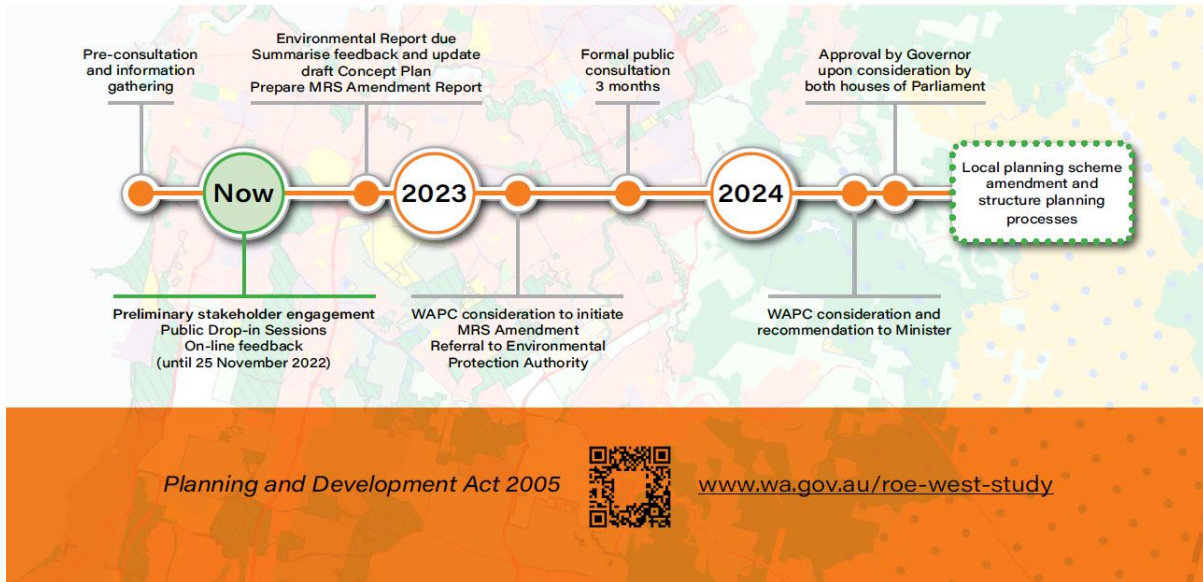 Pre-consultation
and information
gathering
Environmental Report due
Summarise feedback and update
draft Concept Plan
Prepare MRS Amendment Report
Formal public
consultation
3 months
Approval by Governor
upon consideration by
both houses of Parliament
Now
2023
2024
Local planning scheme
amendment and
structure planning
processes
Preliminary stakeholder engagement
Public Drop-in Sessions
On-line feedback
(until 25 November 2022)
WAPC consideration to initiate
MRS Amendment
Referral to Environmental
Protection Authority
WAPC consideration and
recommendation to Minister
Planning and Development Act 2005
www.wa.gov.au/roe-west-study